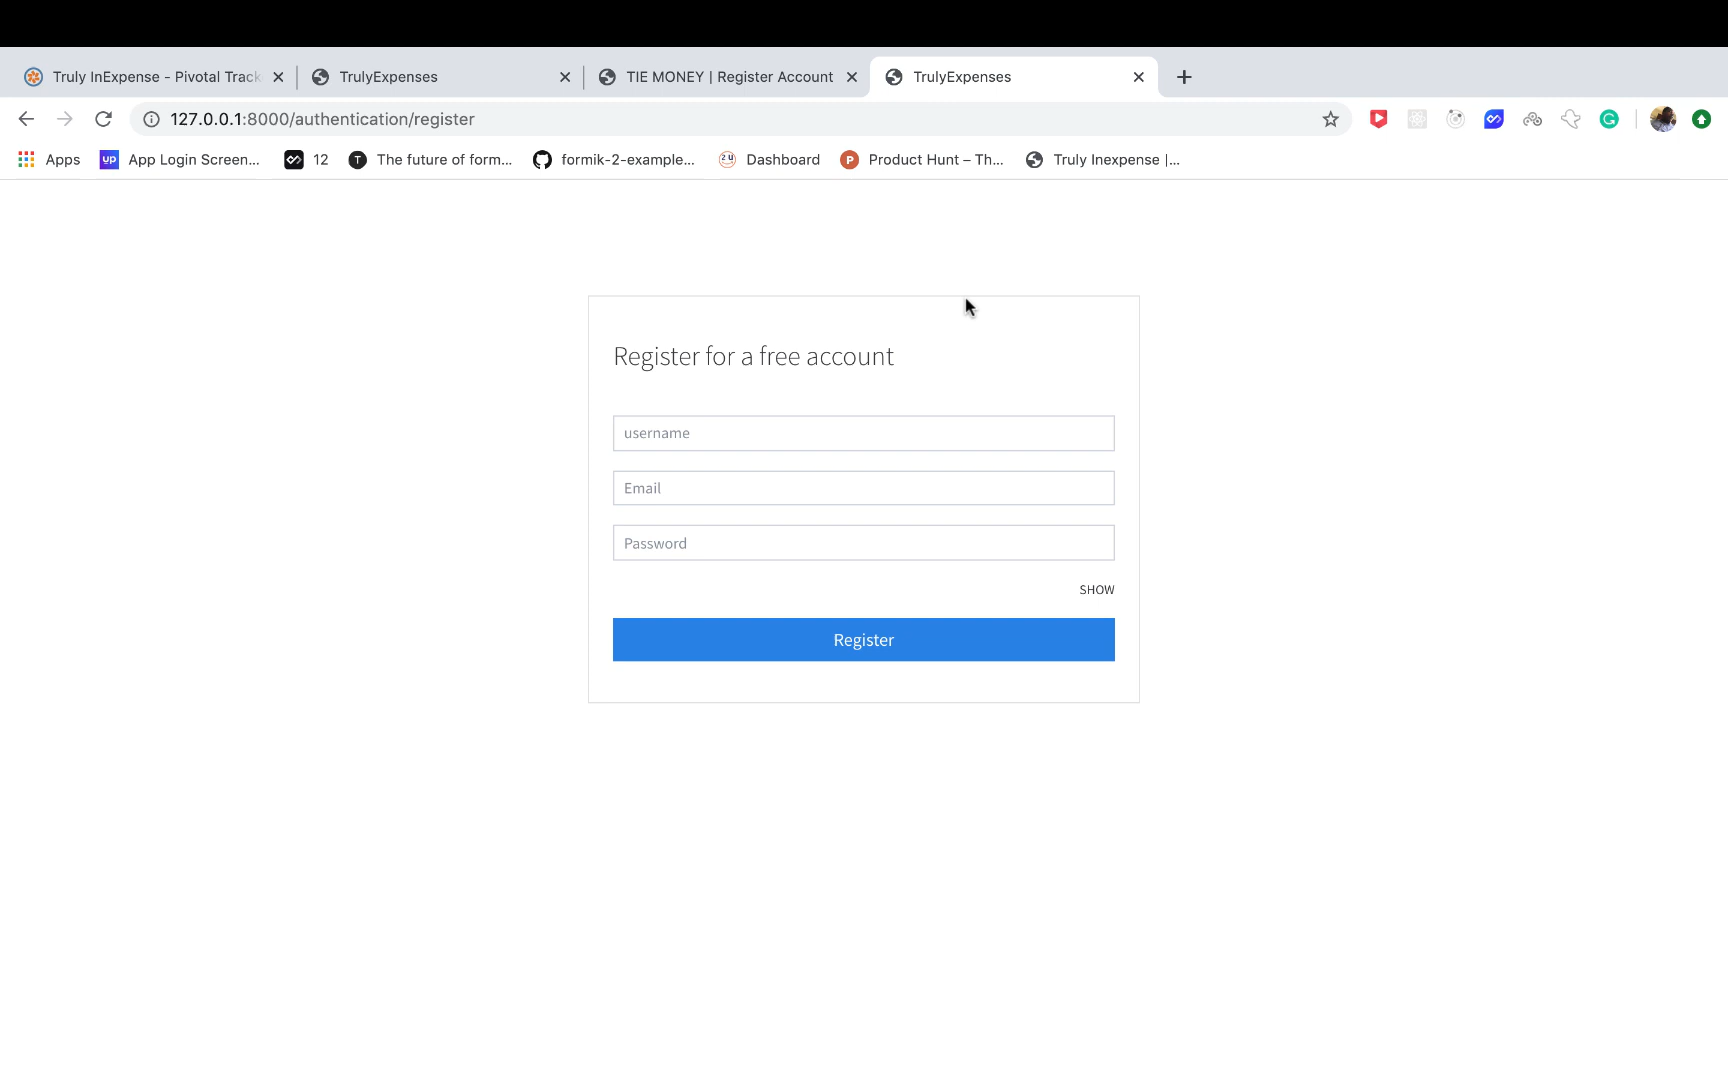 Truly InExpense - Pivotal Track
TrulyExpenses
TIE MONEY | Register Account
TrulyExpenses
127.0.0.1:8000/authentication/register
Apps
up
App Login Screen...
12
T
The future of form...
formik-2-example...
2U
Dashboard
P
Product Hunt – Th...
Truly Inexpense |...
Register for a free account
username
Email
Password
SHOW
Register